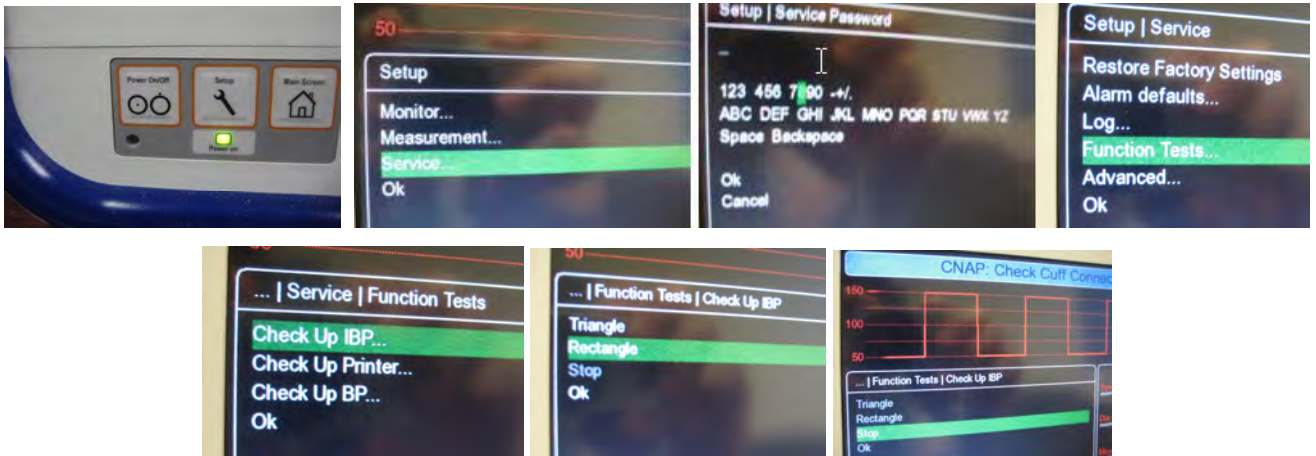 Power On/Off
Setup
Main Screen
Power on
50
Setup
Monitor...
Measurement...
Service...
Ok
Setup | Service Password
123 456 7 90 -+/.
ABC DEF GHI JKL MNO PQR STU VWX YZ
Space Backspace
Ok
Cancel
Setup | Service
Restore Factory Settings
Alarm defaults...
Log...
Function Tests...
Advanced...
Ok
... | Service | Function Tests
Check Up IBP...
Check Up Printer...
Check Up BP...
Ok
50
... | Function Tests | Check Up IBP
Triangle
Rectangle
Stop
Ok
CNAP: Check Cuff Connec
150
100
50
... | Function Tests | Check Up IBP
Triangle
Rectangle
Stop
Ok